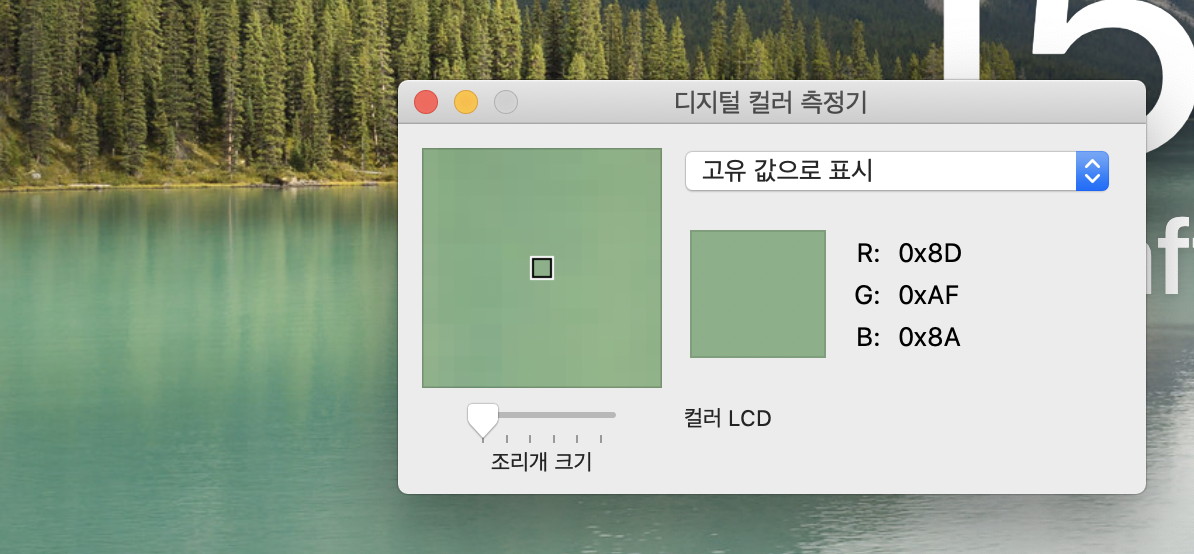 15
디지털 컬러 측정기
고유 값으로 표시
R: 0x8D
G: 0xAF
B: 0x8A
컬러 LCD
조리개 크기